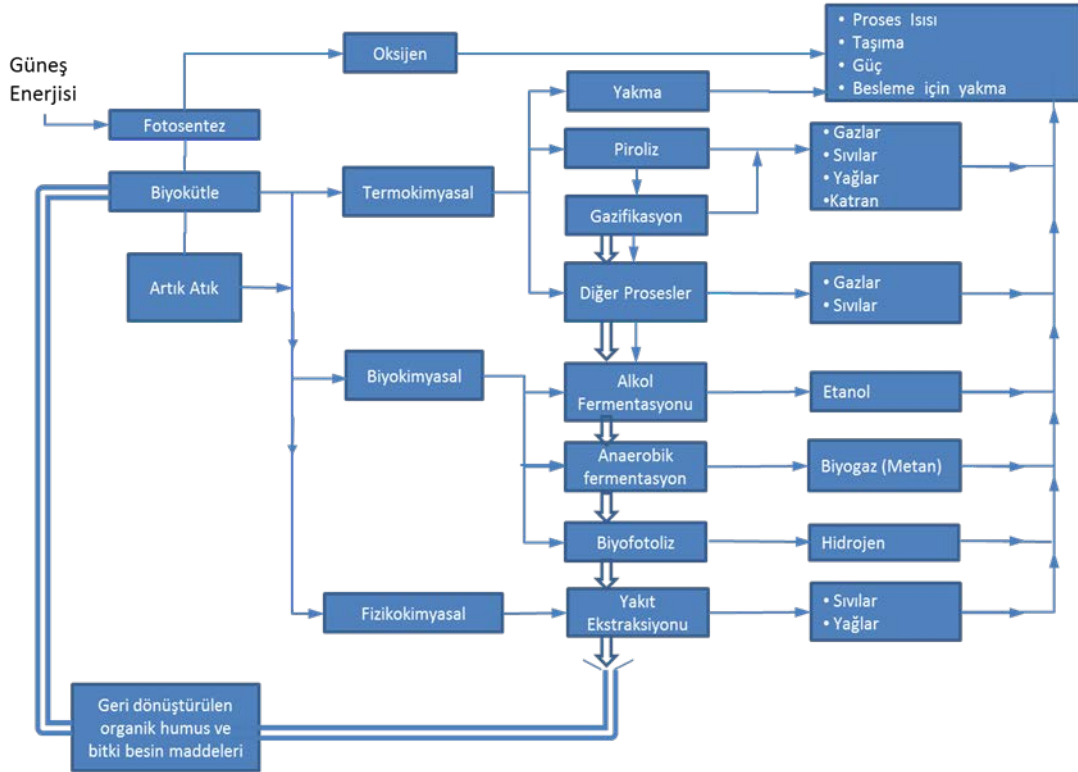 Güneş
Enerjisi
Fotosentez
Oksijen
• Proses Isısı
• Taşıma
• Güç
• Besleme için yakma
Biyokütle
Artık Atık
Termokimyasal
Yakma
Piroliz
Gazifikasyon
• Gazlar
• Sıvılar
• Yağlar
•Katran
Diğer Prosesler
• Gazlar
• Sıvılar
Biyokimyasal
Alkol
Fermentasyonu
Etanol
Anaerobik
fermentasyon
Biyogaz (Metan)
Biyofotoliz
Hidrojen
Fizikokimyasal
Yakıt
Ekstraksiyonu
• Sıvılar
• Yağlar
Geri dönüştürülen
organik humus ve
bitki besin maddeleri